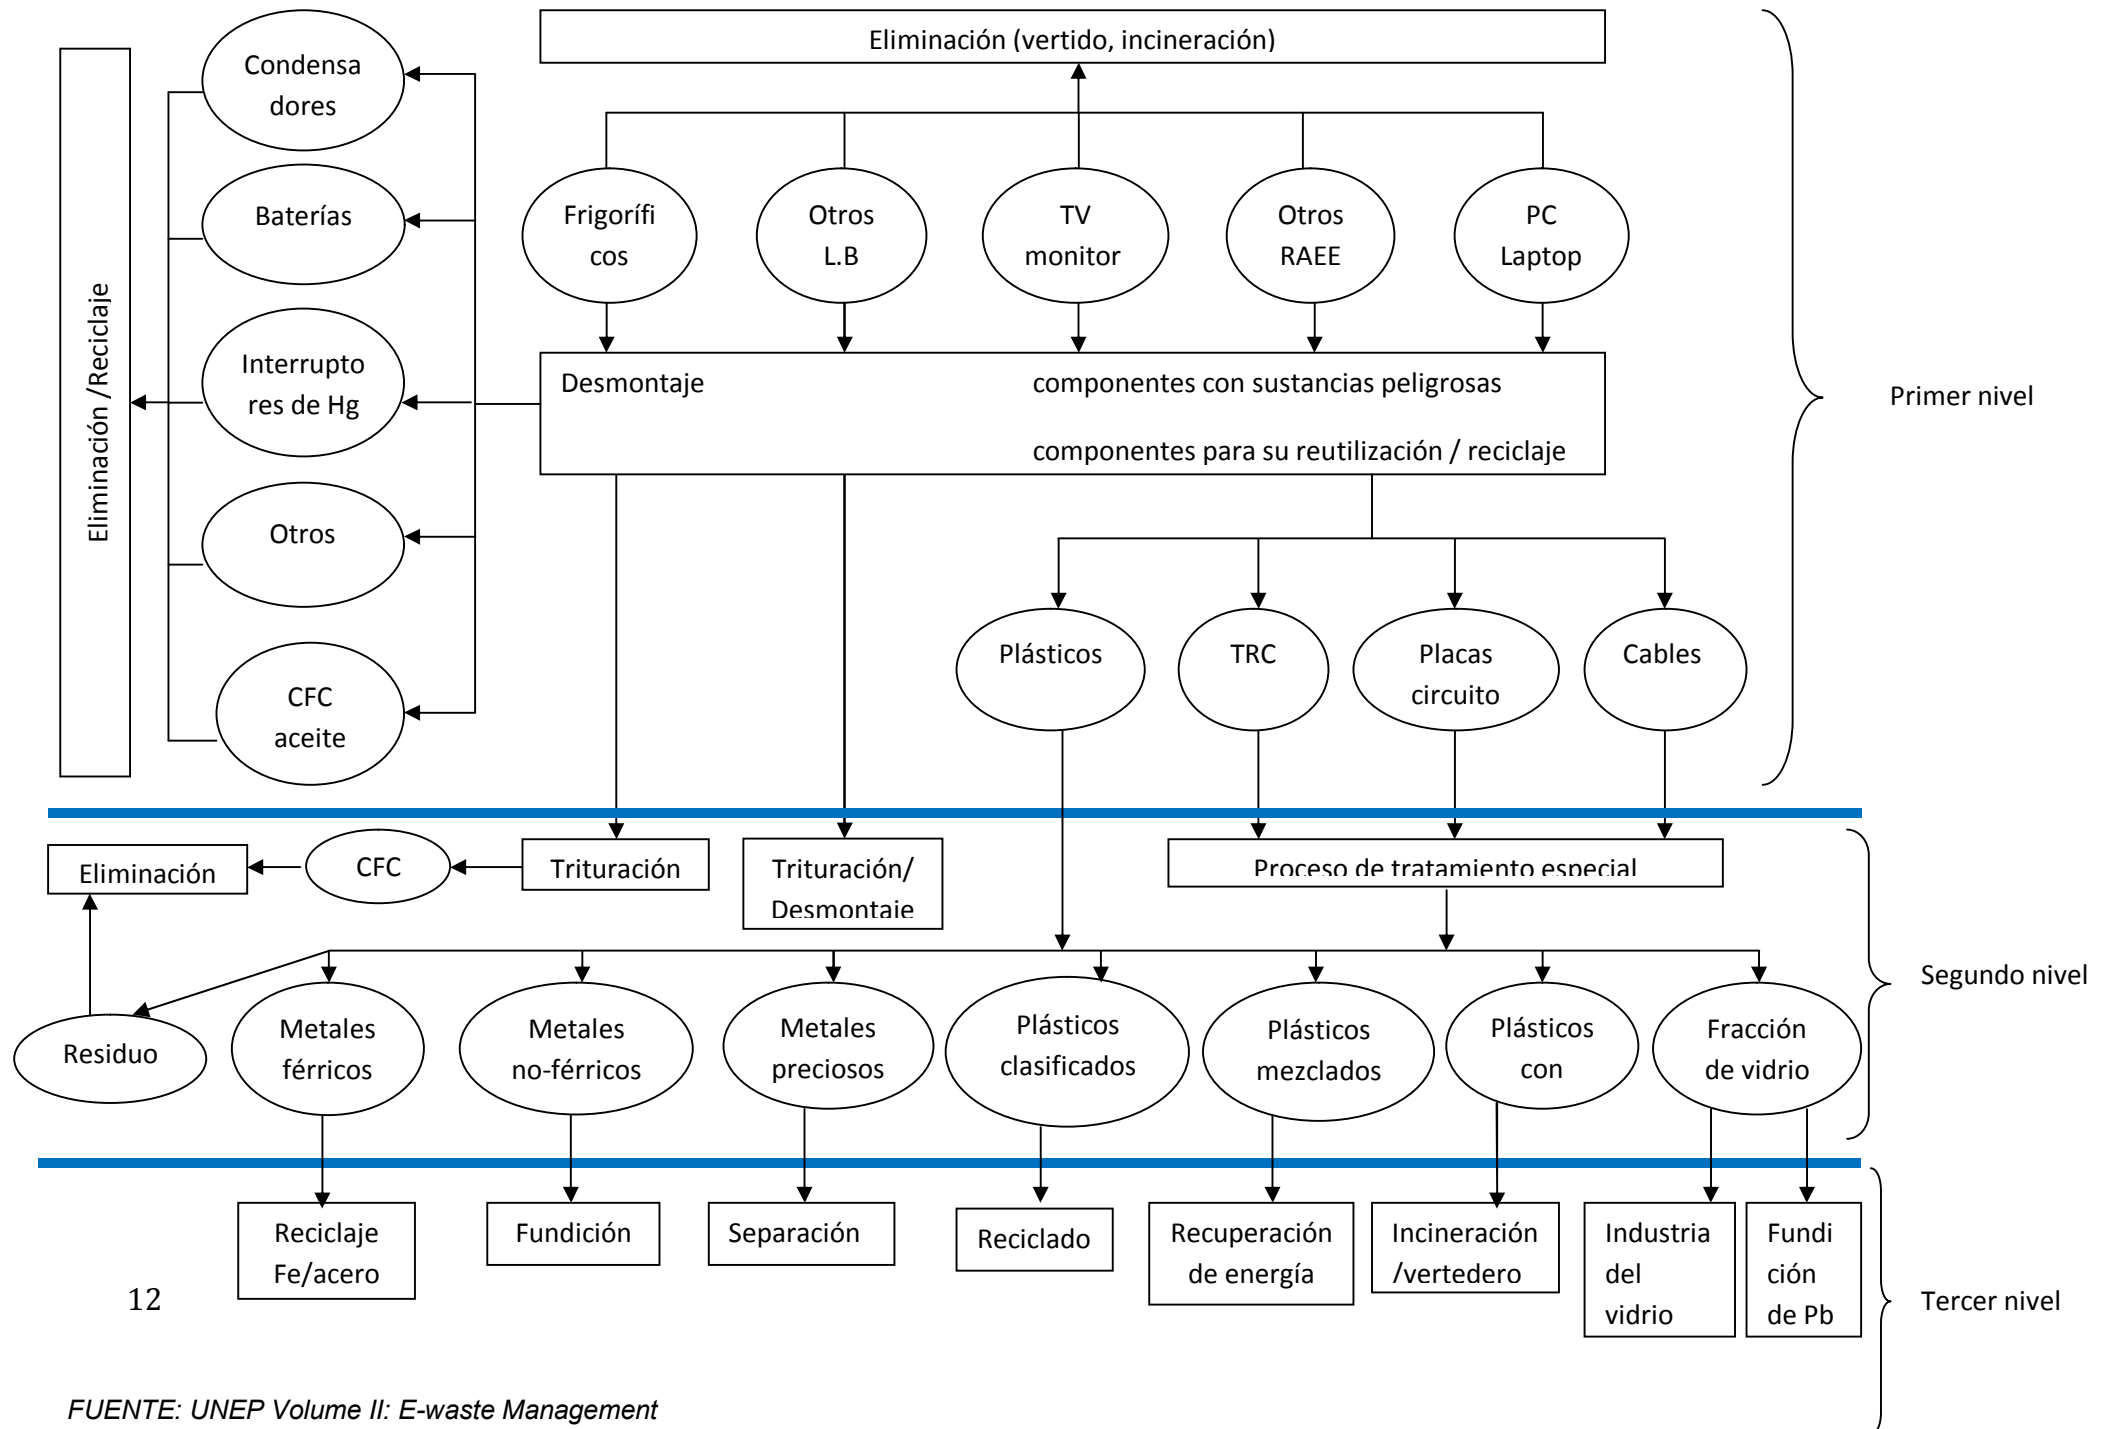 Eliminación (vertido, incineración)
Condensa
dores
Baterías
Interrupto
res de Hg
Otros
CFC
aceite
Eliminación /Reciclaje
Frigorífi
cos
Otros
L.B
TV
monitor
Otros
RAEE
PC
Laptop
Desmontaje
componentes con sustancias peligrosas
componentes para su reutilización / reciclaje
Primer nivel
Plásticos
TRC
Placas
circuito
Cables
Eliminación
CFC
Trituración
Trituración/
Desmontaje
Proceso de tratamiento especial
Segundo nivel
Residuo
Metales
férricos
Metales
no-férricos
Metales
preciosos
Plásticos
clasificados
Plásticos
mezclados
Plásticos
con
Fracción
de vidrio
Reciclaje
Fe/acero
Fundición
Separación
Reciclado
Recuperación
de energía
Incineración
/vertedero
Industria
del
vidrio
Fundi
ción
de Pb
Tercer nivel
12
FUENTE: UNEP Volume II: E-waste Management